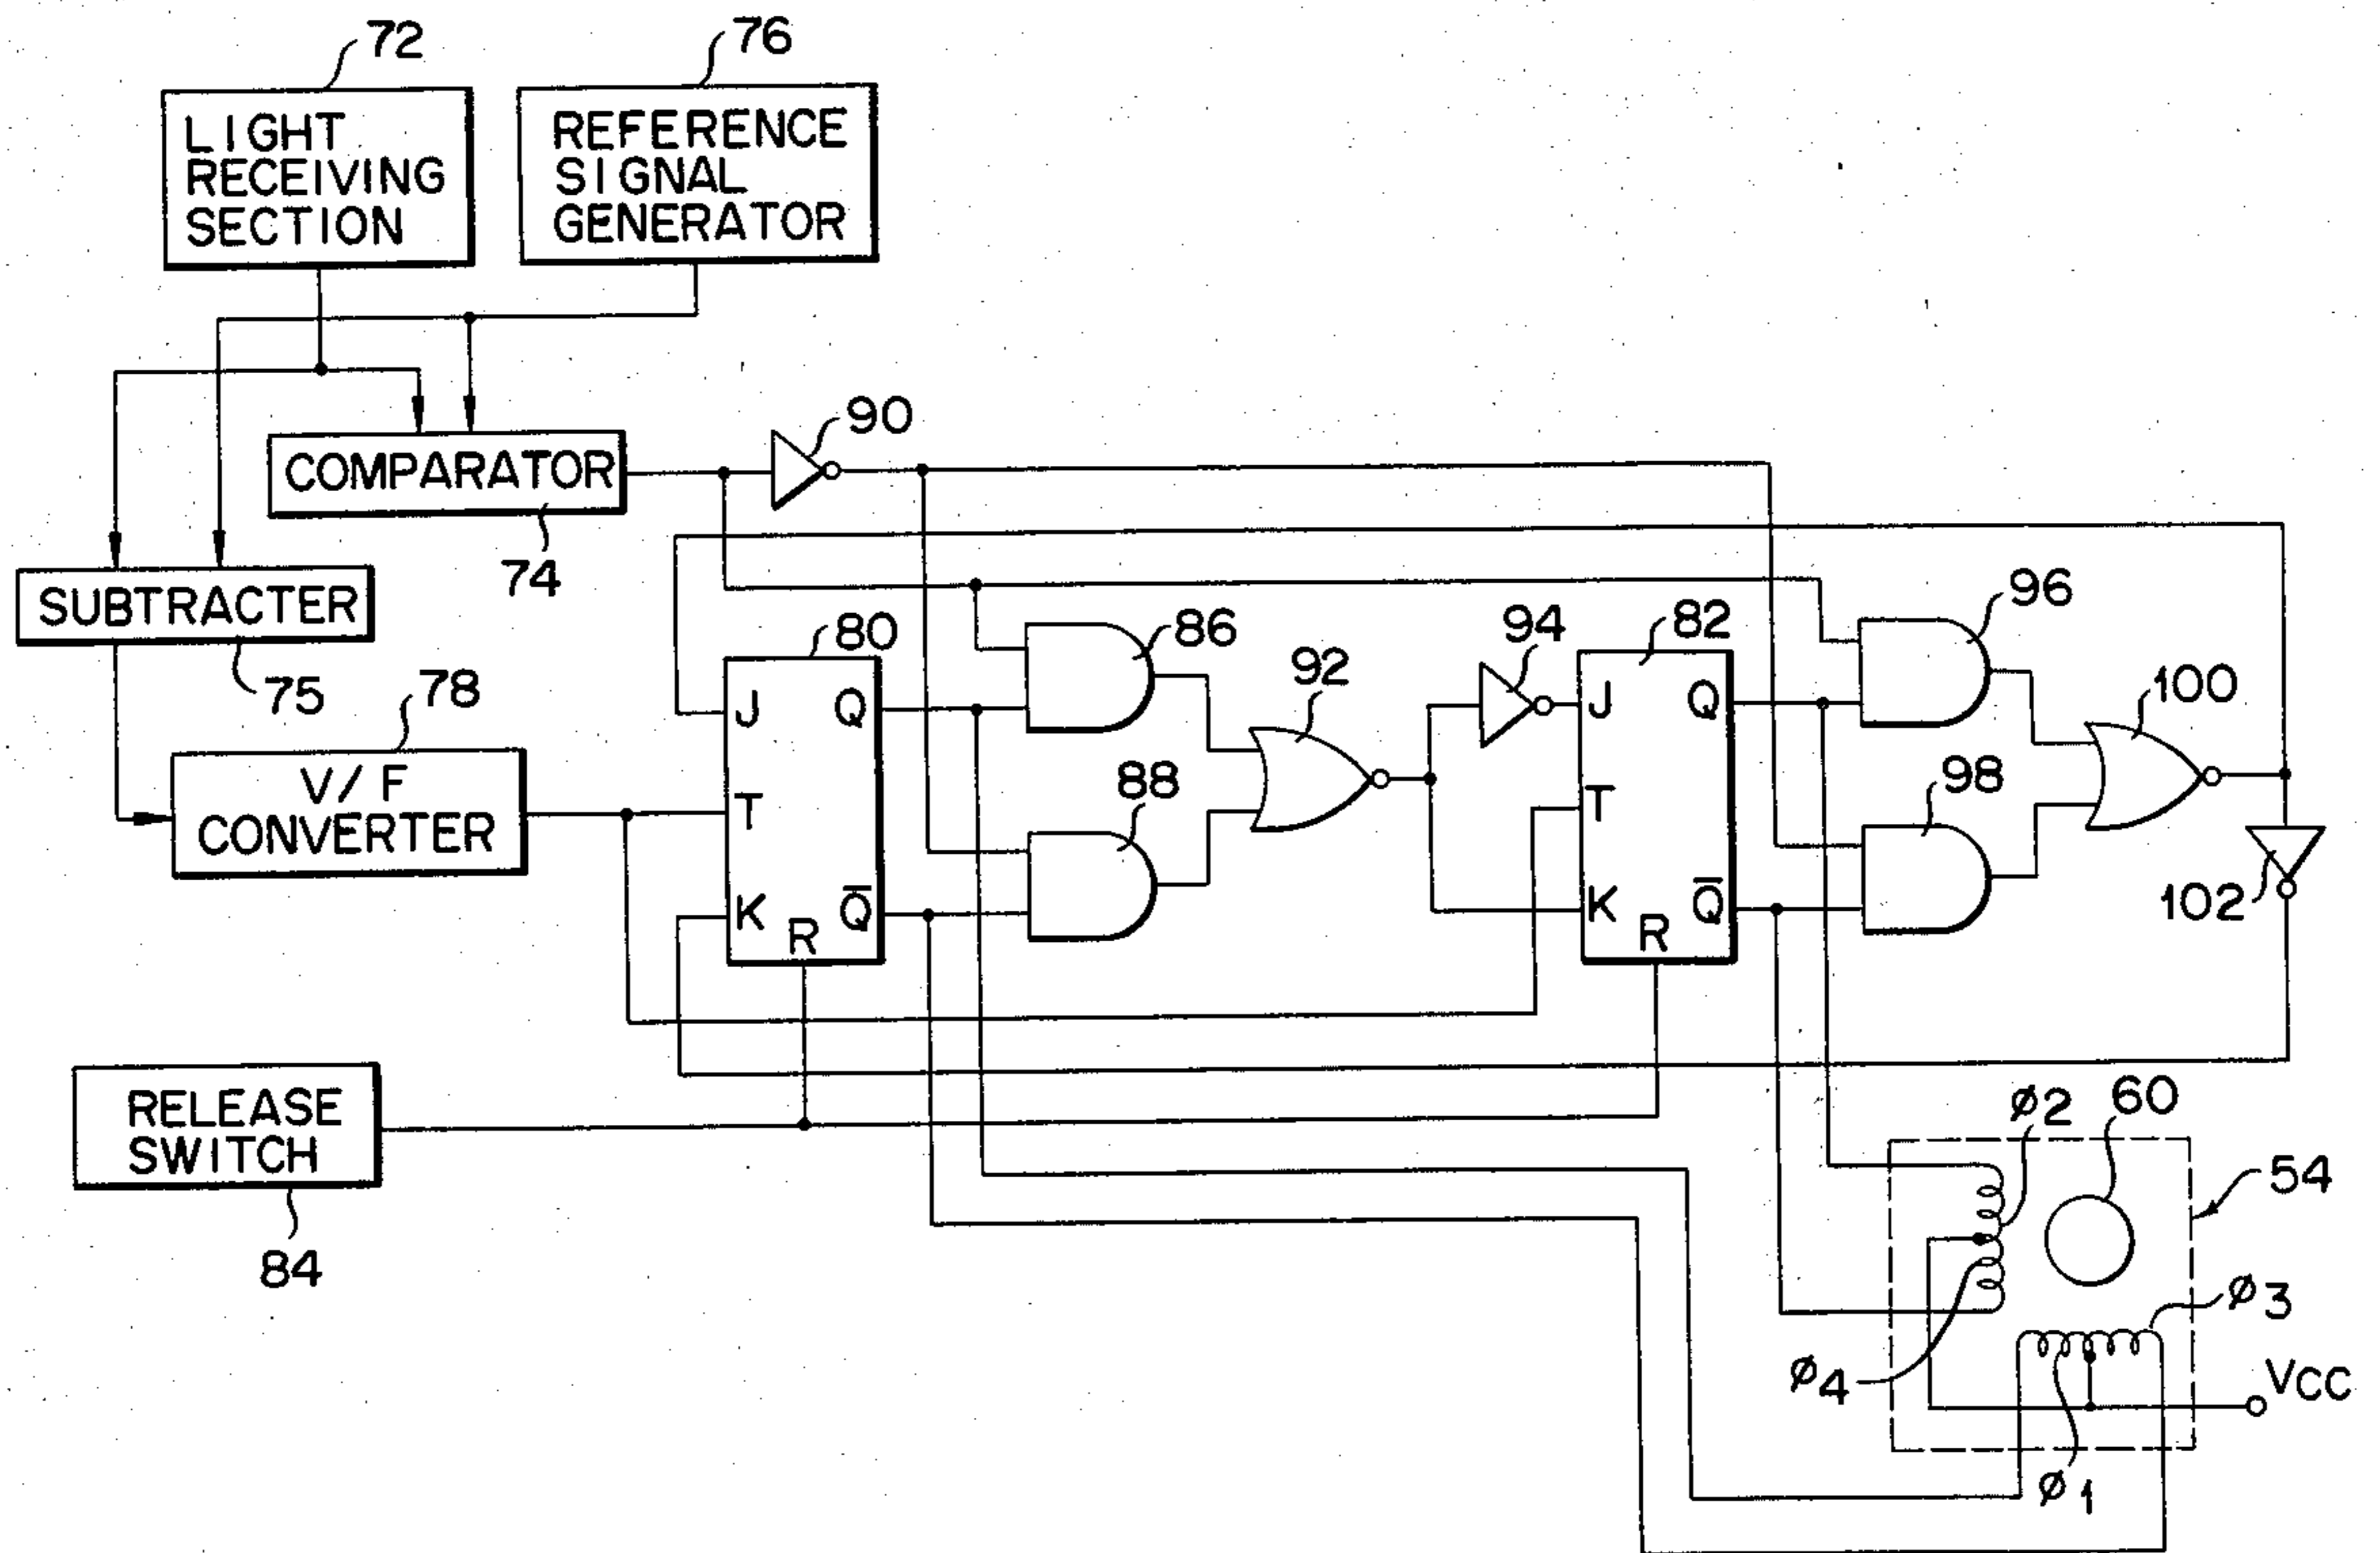 72
76
LIGHT
RECEIVING
SECTION
REFERENCE
SIGNAL
GENERATOR
90
COMPARATOR
74
SUBTRACTER
75
80
86
94
82
96
92
100
78
J
Q
J
Q
V/F
CONVERTER
T
88
T
98
K
R
Q̅
K
R
Q̅
102
RELEASE
SWITCH
84
ø2
60
54
ø3
ø4
VCC
ø1